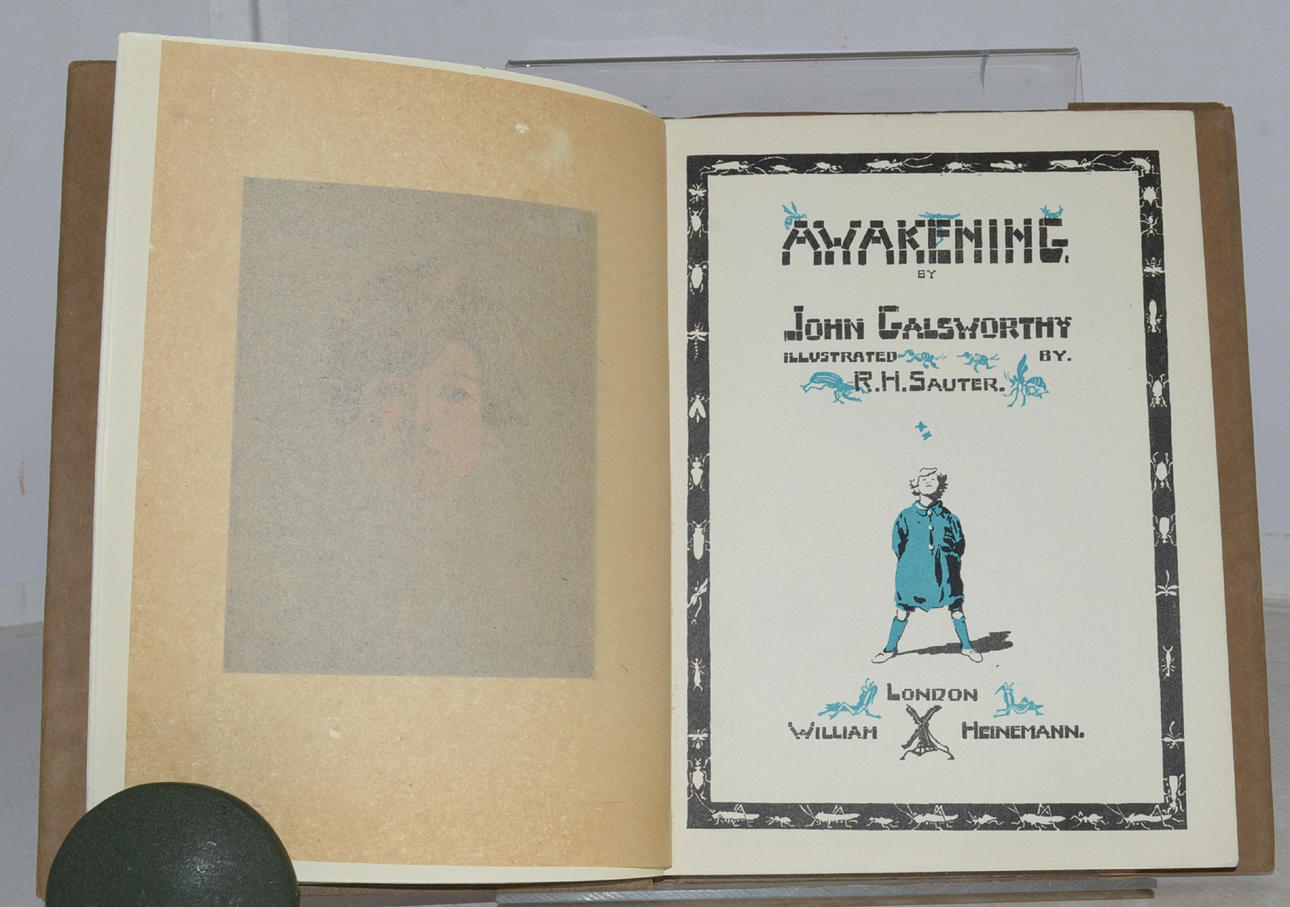 AWAKENING.
BY
JOHN GALSWORTHY
ILLUSTRATED BY.
R.H. SAUTER.
LONDON
WILLIAM HEINEMANN.